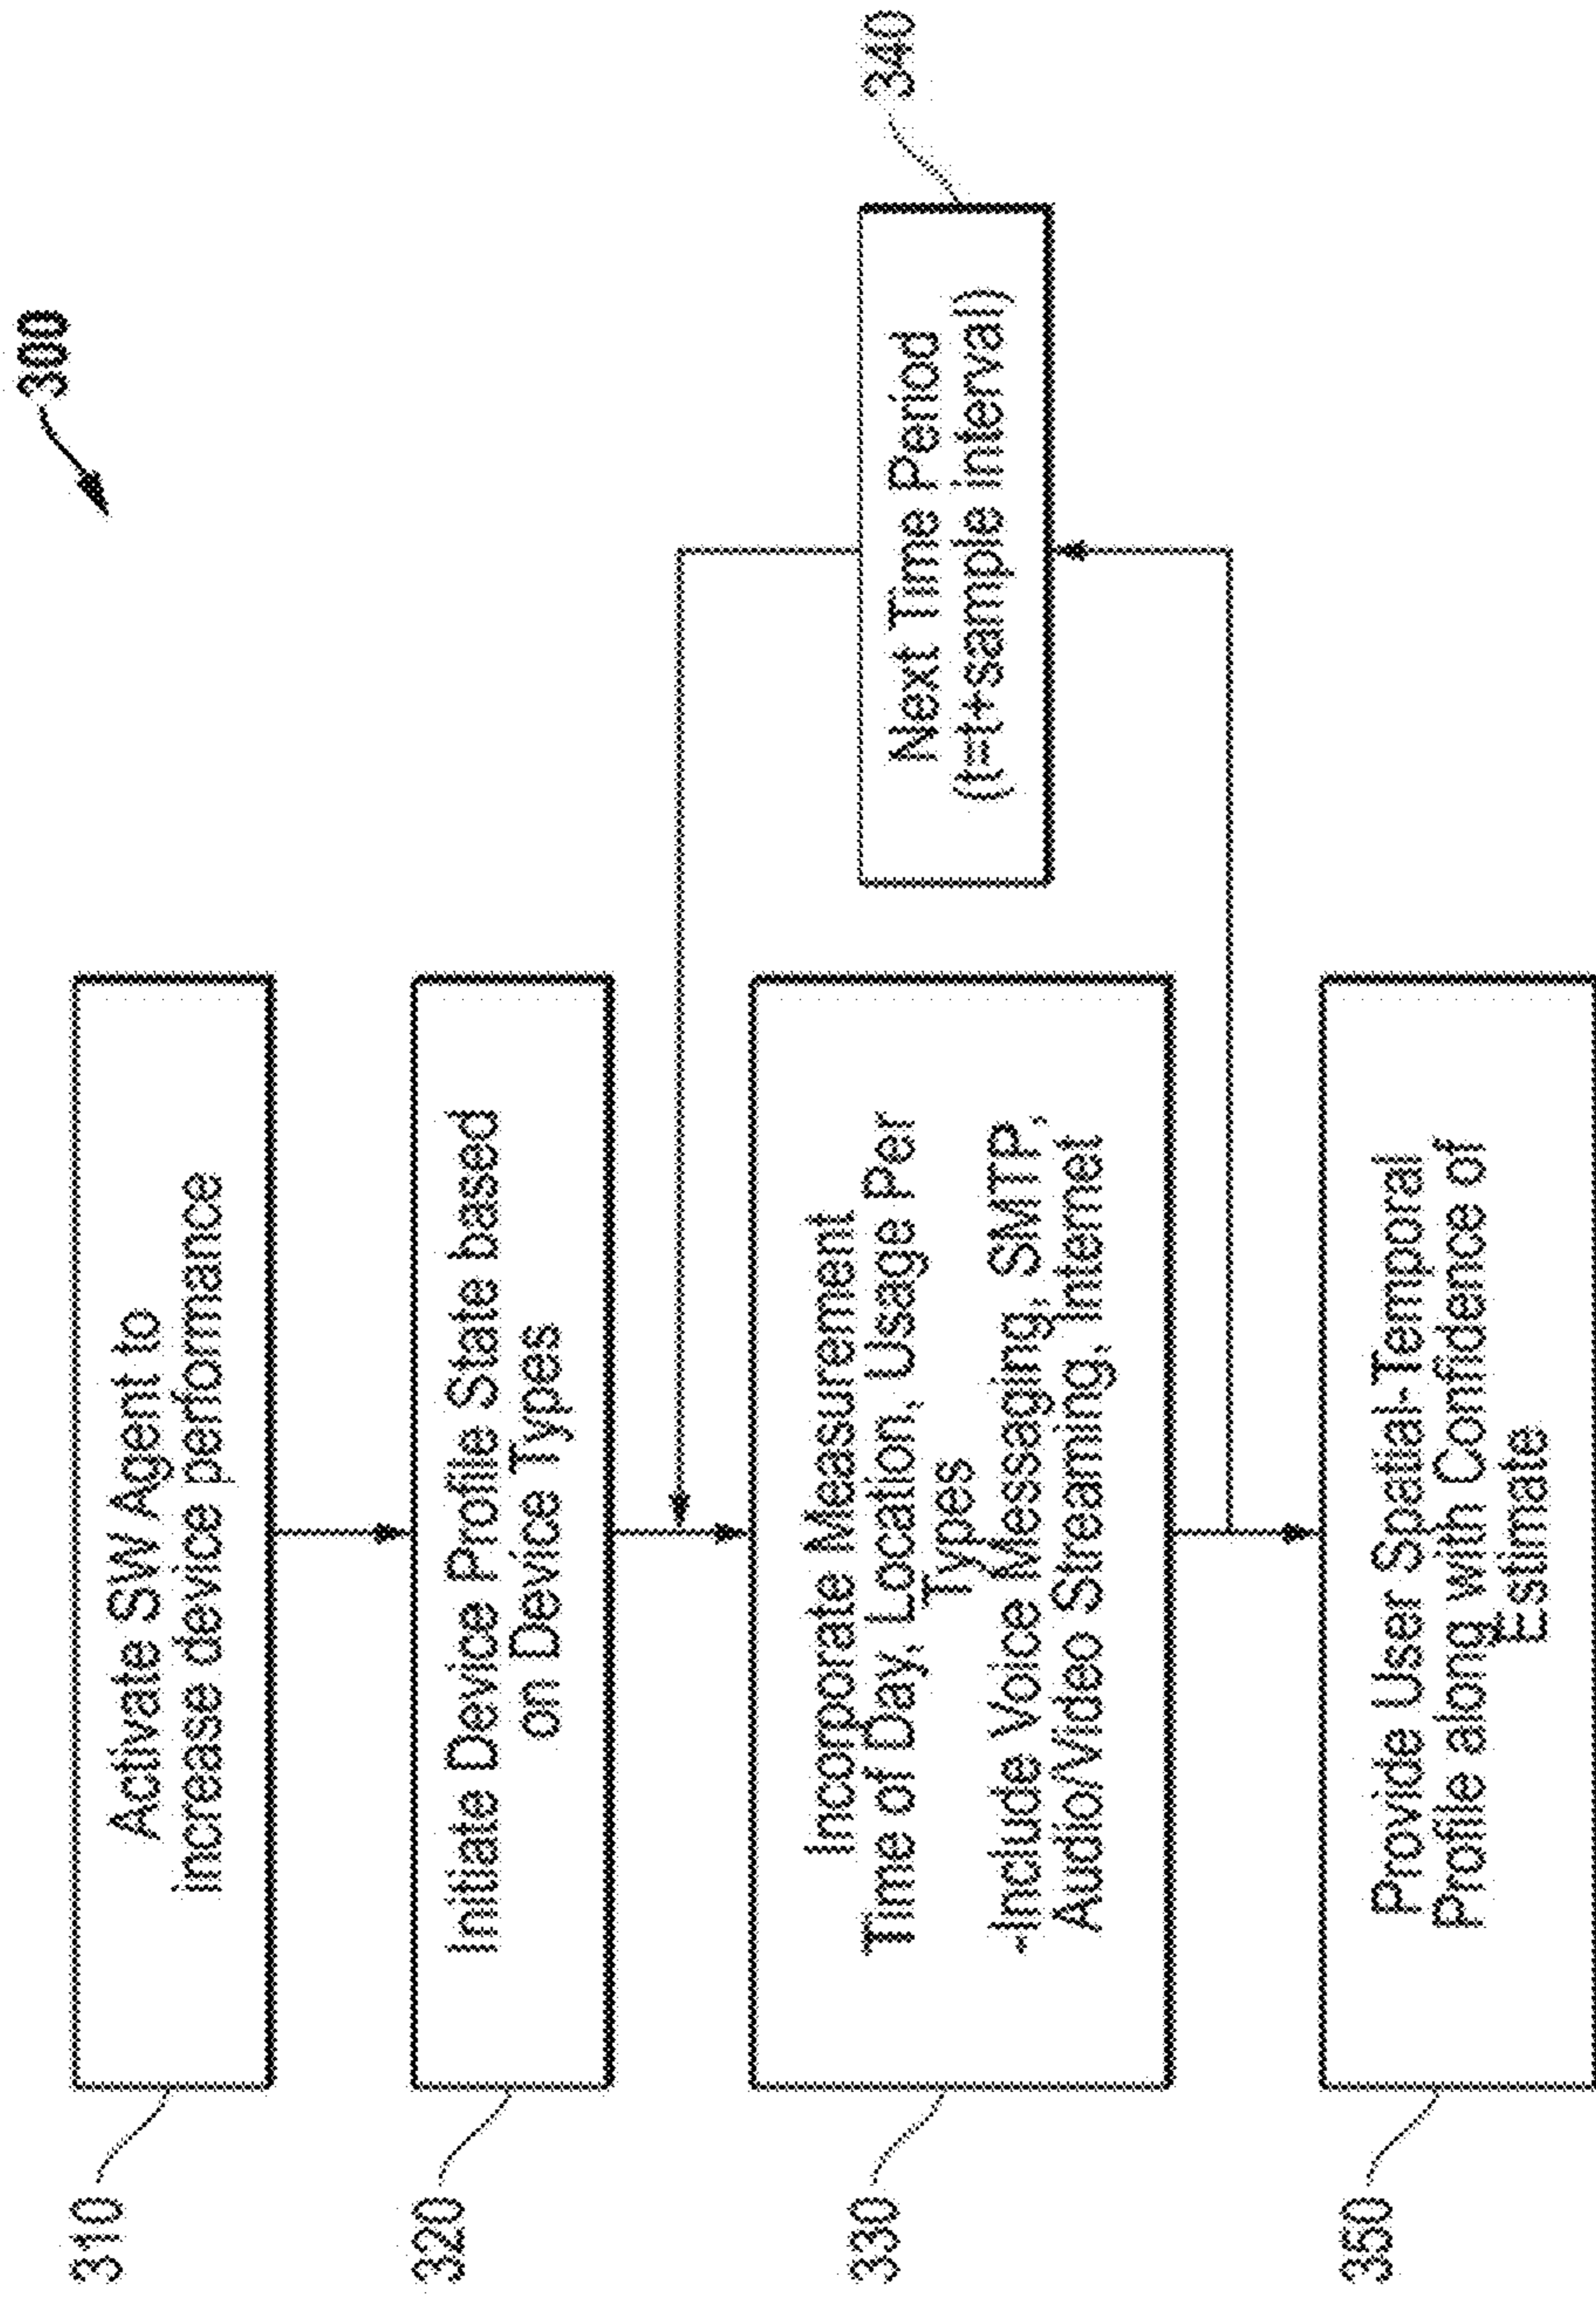 300
310
Activate SW Agent to
increase device performance
320
Initiate Device Profile State based
on Device Types
330
Incorporate Measurement
Time of Day, Location, Usage Per
Types
-Include Voice Messaging, SMTP,
Audio/Video Streaming, Internet
340
Next Time Period
(t=t+sample interval)
350
Provide User Spatial-Temporal
Profile along with Confidence of
Estimate